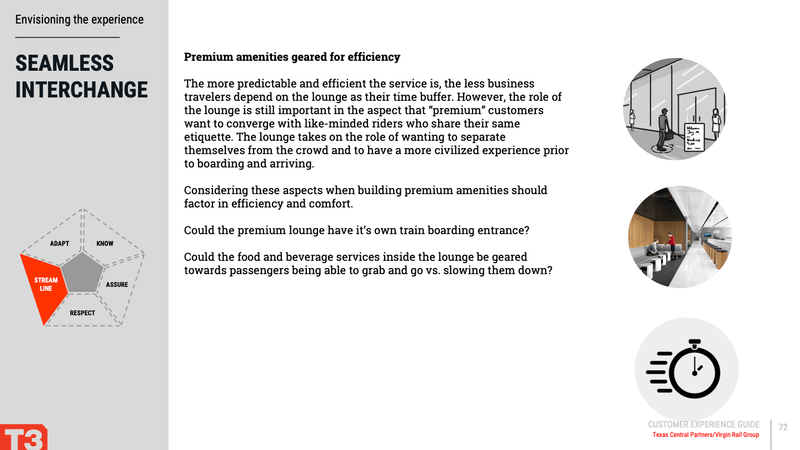 Envisioning the experience
SEAMLESS
INTERCHANGE
Premium amenities geared for efficiency
The more predictable and efficient the service is, the less business
travelers depend on the lounge as their time buffer. However, the role of
the lounge is still important in the aspect that “premium” customers
want to converge with like-minded riders who share their same
etiquette. The lounge takes on the role of wanting to separate
themselves from the crowd and to have a more civilized experience prior
to boarding and arriving.
Considering these aspects when building premium amenities should
factor in efficiency and comfort.
Could the premium lounge have it’s own train boarding entrance?
Could the food and beverage services inside the lounge be geared
towards passengers being able to grab and go vs. slowing them down?
ADAPT
KNOW
STREAM
LINE
ASSURE
RESPECT
T3
CUSTOMER EXPERIENCE GUIDE
Texas Central Partners/Virgin Rail Group
72